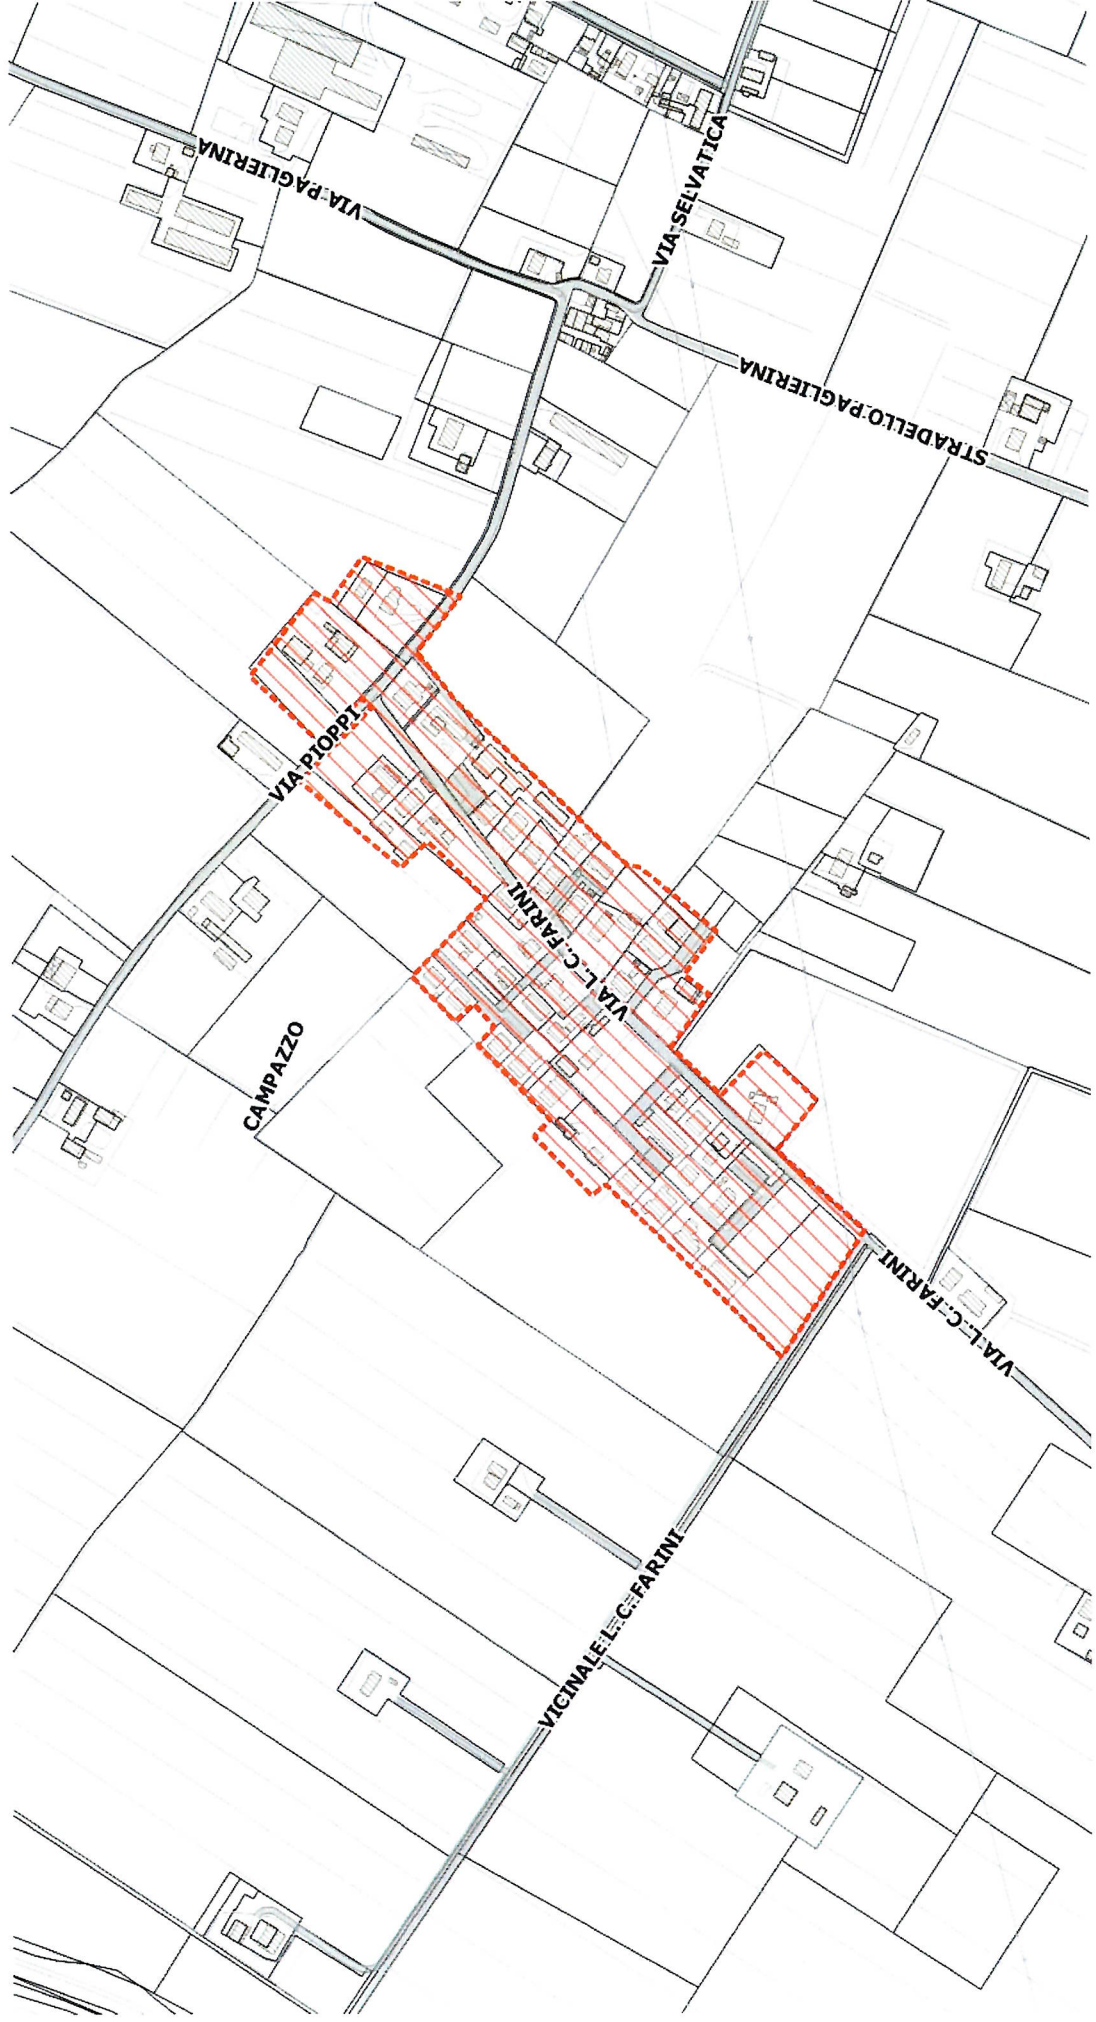 VIA PAGLIERINA
VIA SELVATICA
STRADELLO PAGLIERINA
VIA PIOPPI
VIA L. C. FARINI
CAMPAZZO
VIA L. C. FARINI
VICINALE L. C. FARINI